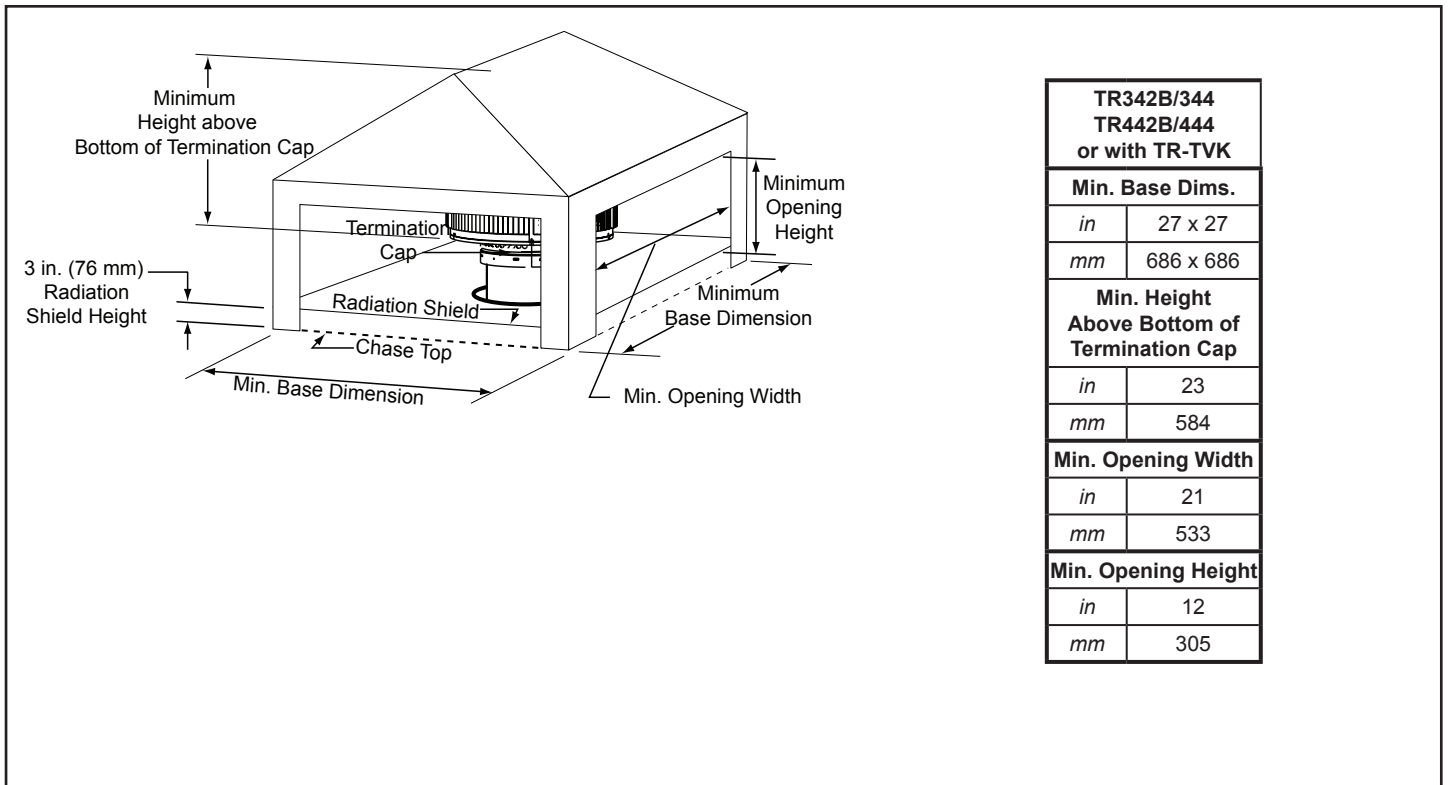 Minimum
Height above
Bottom of Termination Cap
Termination
Cap
Minimum
Opening
Height
3 in. (76 mm)
Radiation
Shield Height
Radiation Shield
Minimum
Base Dimension
Chase Top
Min. Base Dimension
Min. Opening Width
TR342B/344
TR442B/444
or with TR-TVK
Min. Base Dims.
in 27 x 27
mm 686 x 686
Min. Height
Above Bottom of
Termination Cap
in 23
mm 584
Min. Opening Width
in 21
mm 533
Min. Opening Height
in 12
mm 305